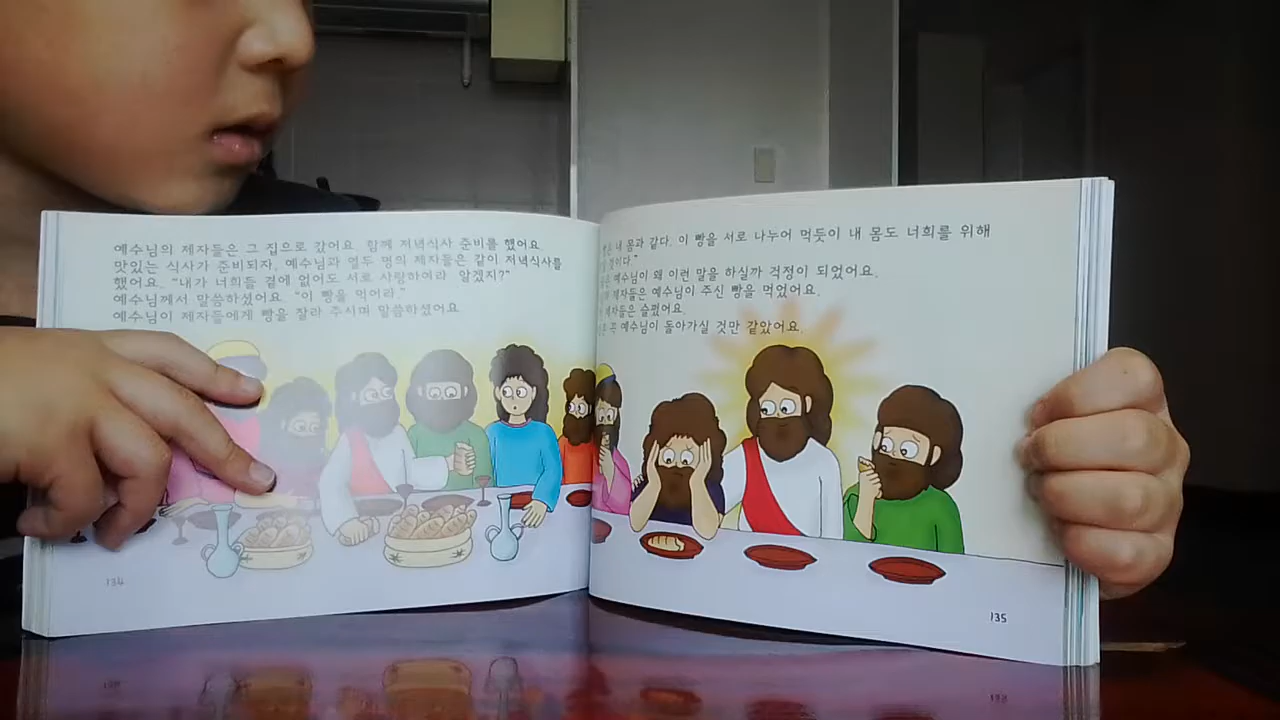 예수님의 제자들은 그 집으로 갔어요. 함께 저녁식사 준비를 했어요.
맛있는 식사가 준비되자, 예수님과 열두 명의 제자들은 같이 저녁식사를
했어요. "내가 너희들 곁에 없어도 서로 사랑하여라. 알겠지?"
예수님께서 말씀하셨어요. "이 빵을 먹어라."
예수님이 제자들에게 빵을 잘라 주시며 말씀하셨어요.
134
내 몸과 같다. 이 빵을 서로 나누어 먹듯이 내 몸도 너희를 위해
예수님이 왜 이런 말을 하실까 걱정이 되었어요.
제자들은 예수님이 주신 빵을 먹었어요.
제자들은 슬펐어요.
꼭 예수님이 돌아가실 것만 같았어요.
135